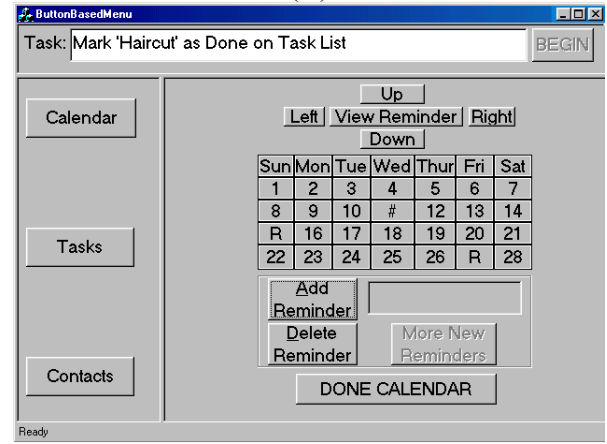 ButtonBasedMenu
Task: Mark 'Haircut' as Done on Task List BEGIN
Calendar
Tasks
Contacts
Up
Left View Reminder Right
Down
Sun Mon Tue Wed Thur Fri Sat
1 2 3 4 5 6 7
8 9 10 # 12 13 14
R 16 17 18 19 20 21
22 23 24 25 26 R 28
Add
Reminder
Delete
Reminder
More New
Reminders
DONE CALENDAR
Ready